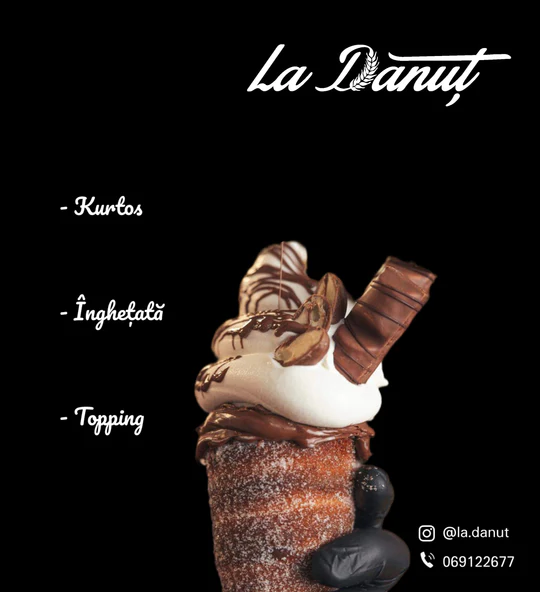 La Danuț
- Kurtos
- Înghețată
- Topping
@la.danut
069122677